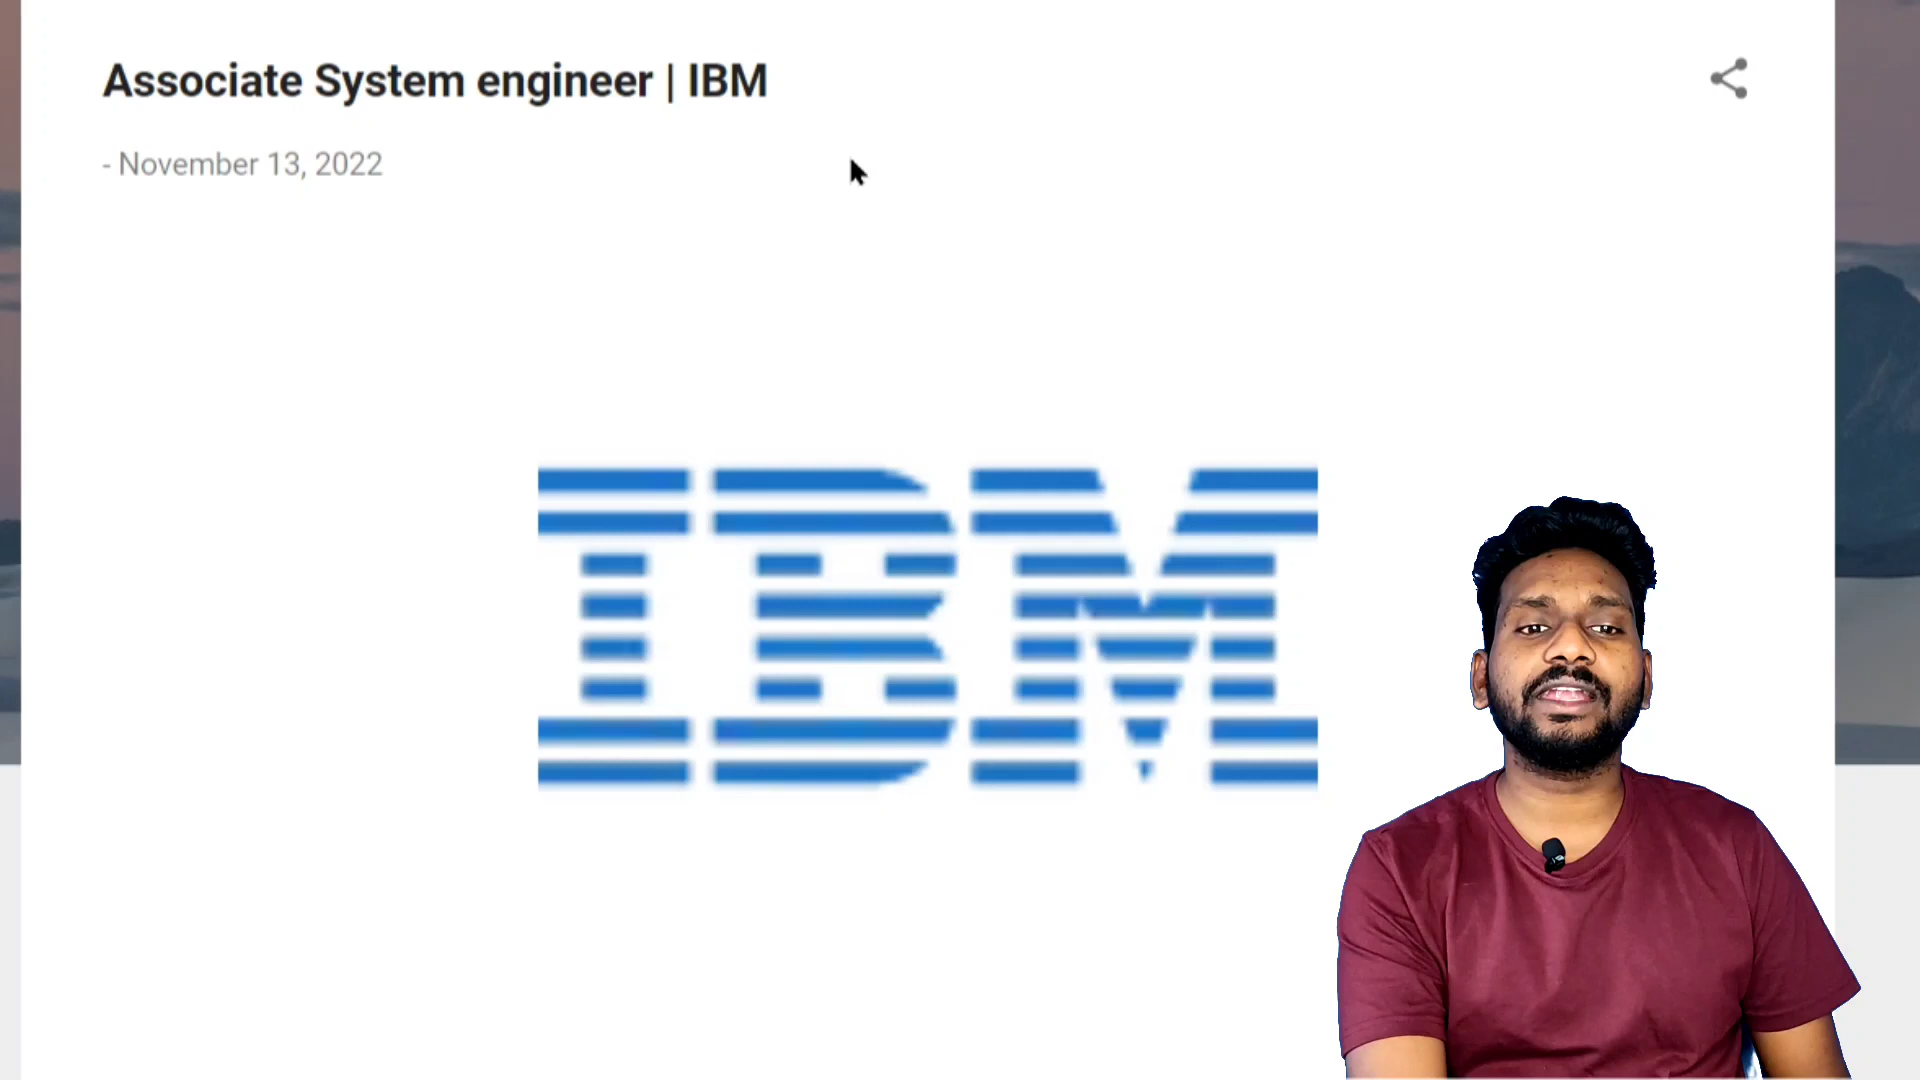 Associate System engineer | IBM
- November 13, 2022
IBM